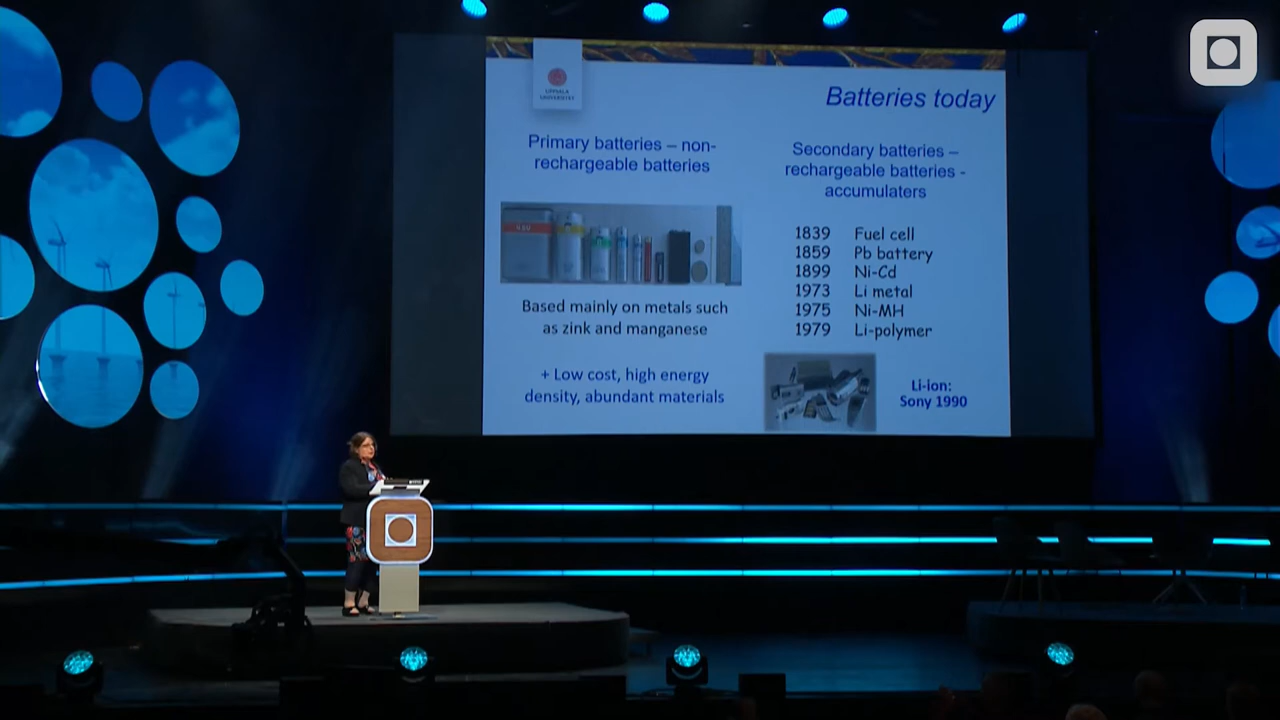 UPPSALA
UNIVERSITET
Batteries today
Primary batteries – non-
rechargeable batteries
4.5V
Based mainly on metals such
as zink and manganese
+ Low cost, high energy
density, abundant materials
Secondary batteries –
rechargeable batteries -
accumulaters
1839 Fuel cell
1859 Pb battery
1899 Ni-Cd
1973 Li metal
1975 Ni-MH
1979 Li-polymer
Li-ion:
Sony 1990